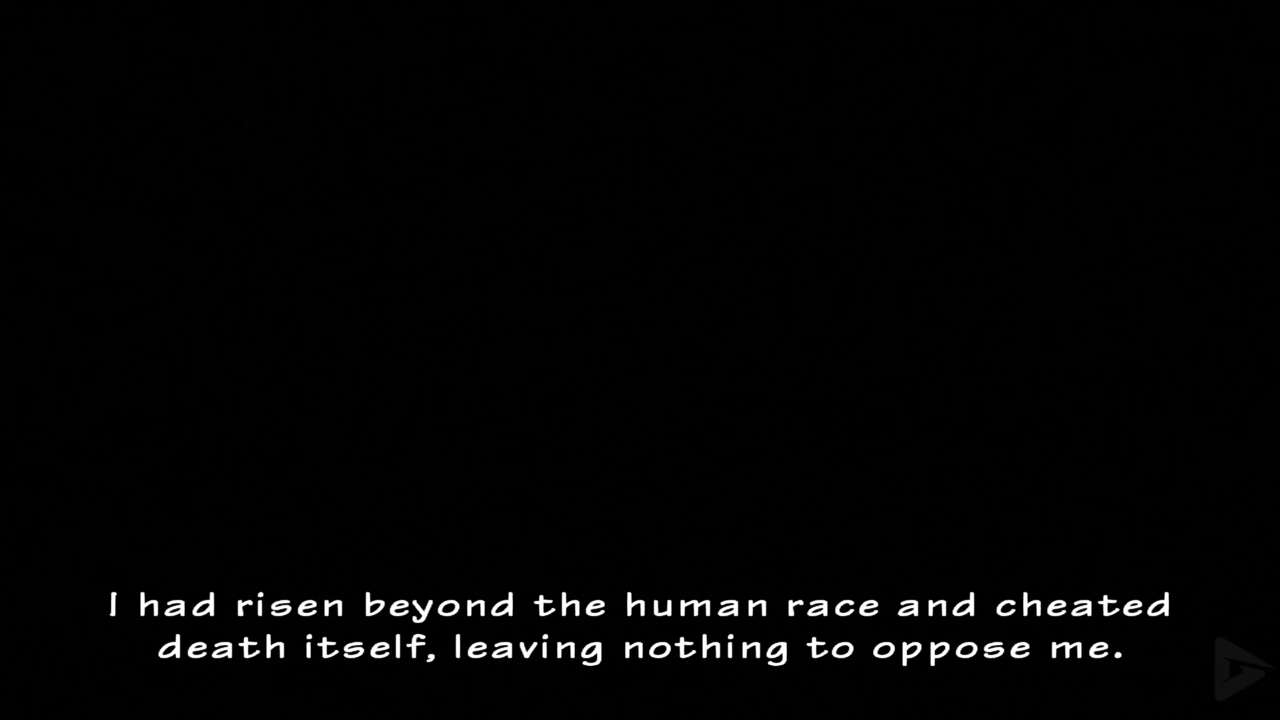 I had risen beyond the human race and cheated
death itself, leaving nothing to oppose me.